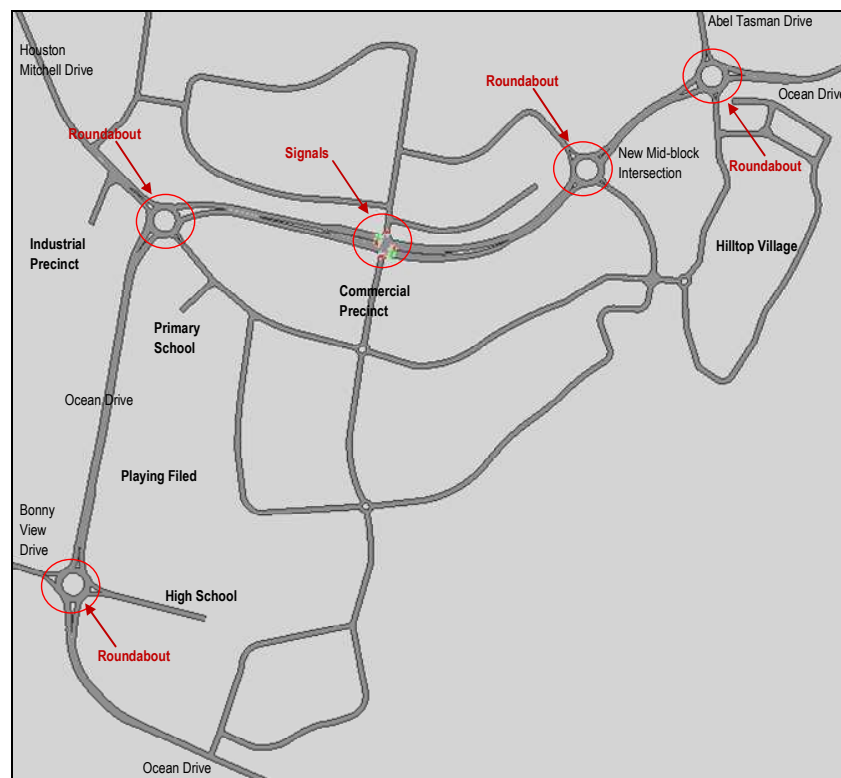 Abel Tasman Drive
Houston
Mitchell Drive
Roundabout
Ocean Drive
Roundabout
Signals
New Mid-block
Intersection
Roundabout
Industrial
Precinct
Hilltop Village
Commercial
Precinct
Primary
School
Ocean Drive
Playing Filed
Bonny
View
Drive
High School
Roundabout
Ocean Drive